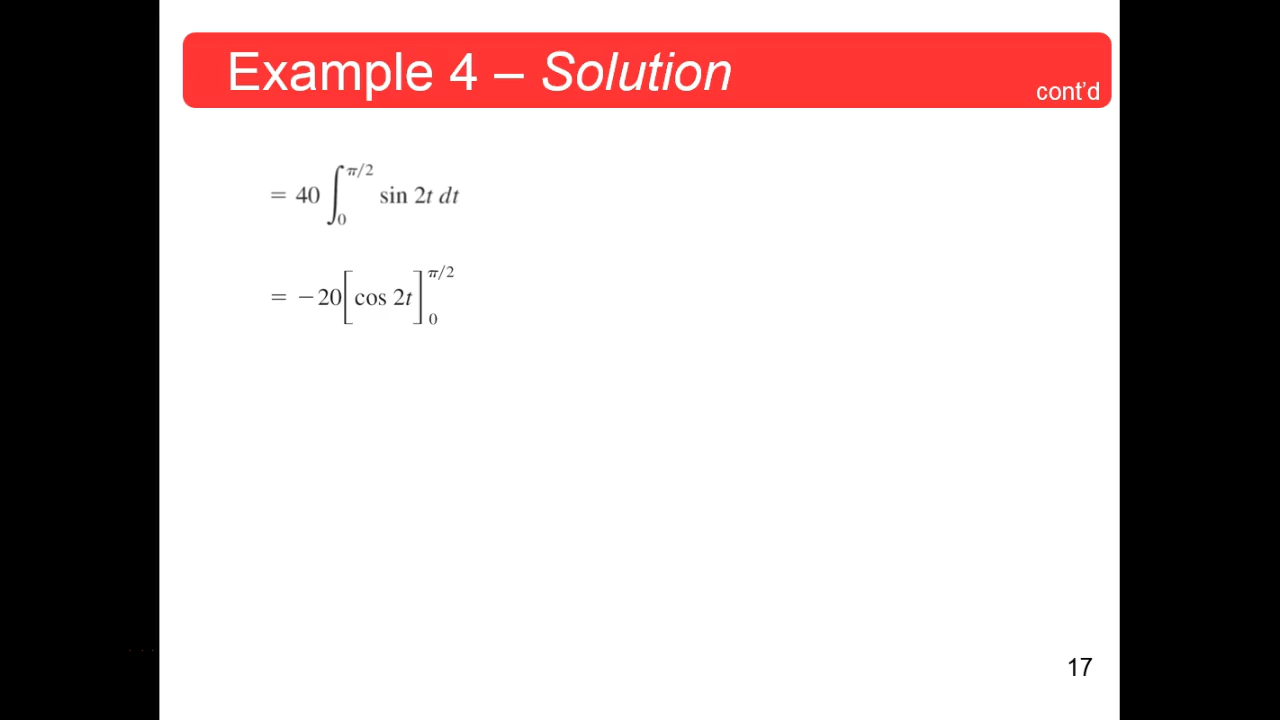 Example 4 – Solution
cont'd
= 40 ∫₀^π/2 sin 2t dt
= −20[cos 2t]₀^π/2
17